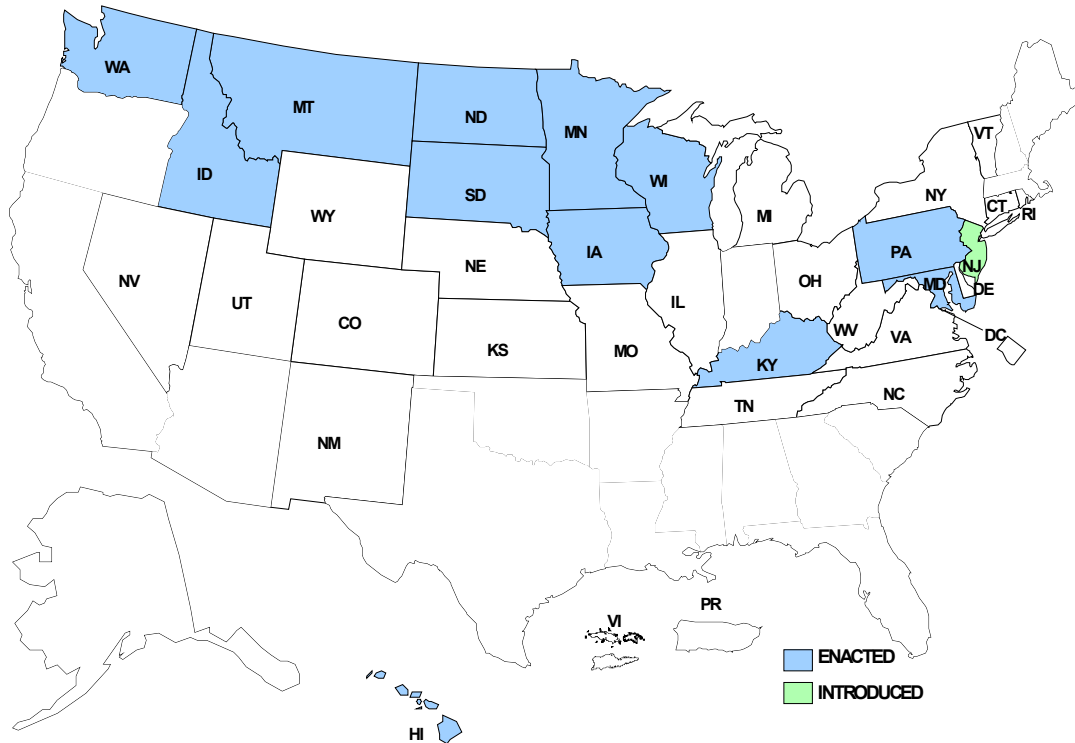 WA
MT
ND
MN
VT
ID
SD
WI
NY
WY
MI
CT
RI
NE
IA
PA
NJ
NV
UT
OH
MD
DE
IL
CO
WV
VA
DC
KS
MO
KY
TN
NC
NM
PR
VI
ENACTED
INTRODUCED
HI